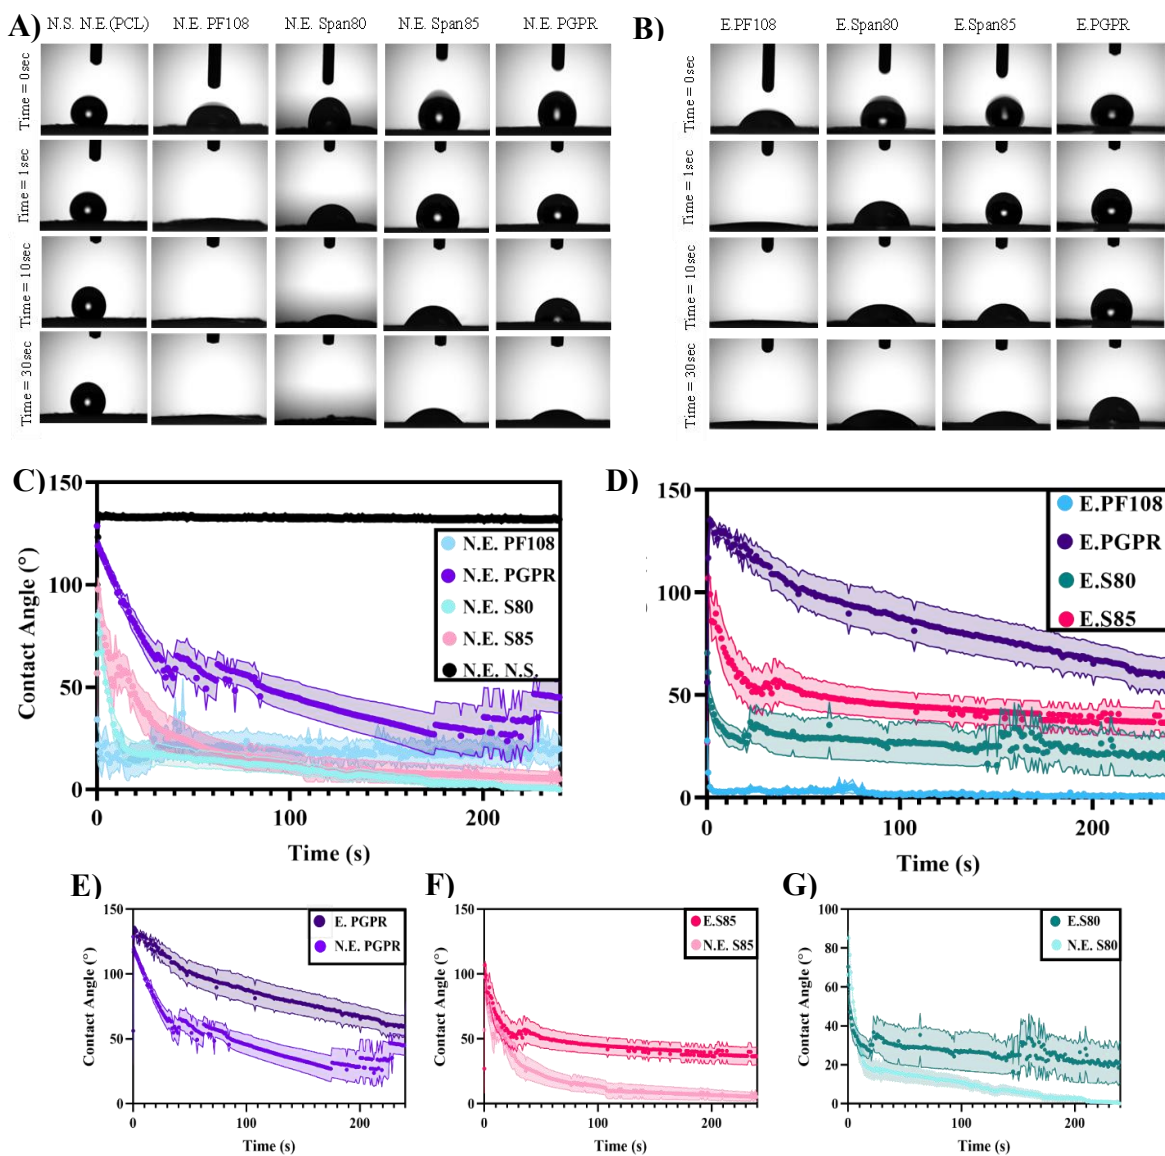 A) N.S. N.E.(PCL) N.E. PF108 N.E. Span80 N.E. Span85 N.E. PGPR
Time = 0sec
Time = 1sec
Time = 10sec
Time = 30sec
B) E.PF108 E.Span80 E.Span85 E.PGPR
Time = 0sec
Time = 1sec
Time = 10sec
Time = 30sec
C)
150
100
50
0
Contact Angle (°)
0 100 200
Time (s)
N.E. PF108
N.E. PGPR
N.E. S80
N.E. S85
N.E. N.S.
D)
150
100
50
0
0 100 200
Time (s)
E.PF108
E.PGPR
E.S80
E.S85
E)
150
100
50
0
Contact Angle (°)
0 100 200
Time (s)
E. PGPR
N.E. PGPR
F)
150
100
50
0
Contact Angle (°)
0 100 200
Time (s)
E.S85
N.E. S85
G)
100
80
60
40
20
0
Contact Angle (°)
0 100 200
Time (s)
E.S80
N.E. S80